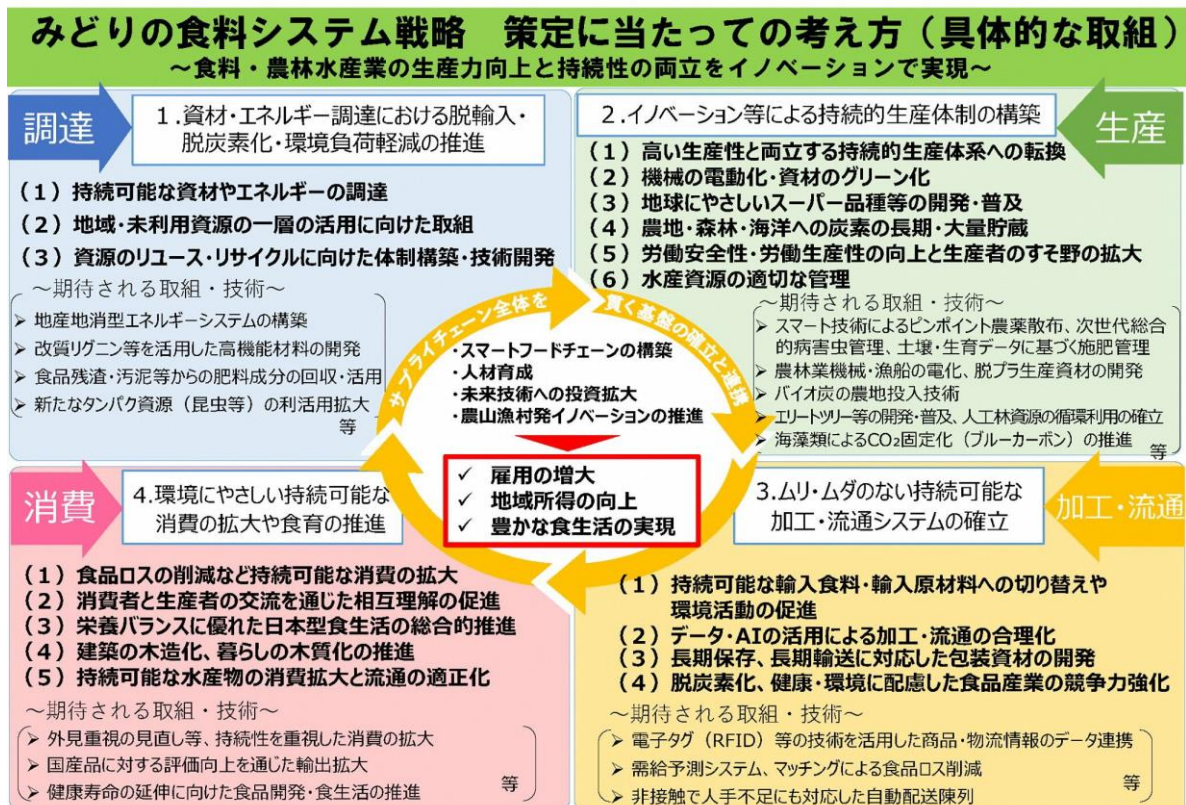 みどりの食料システム戦略　策定に当たっての考え方（具体的な取組）
～食料・農林水産業の生産力向上と持続性の両立をイノベーションで実現～
調達
１.資材・エネルギー調達における脱輸入・
脱炭素化・環境負荷軽減の推進
（１）持続可能な資材やエネルギーの調達
（２）地域・未利用資源の一層の活用に向けた取組
（３）資源のリユース・リサイクルに向けた体制構築・技術開発
～期待される取組・技術～
➢ 地産地消型エネルギーシステムの構築
➢ 改質リグニン等を活用した高機能材料の開発
➢ 食品残渣・汚泥等からの肥料成分の回収・活用
➢ 新たなタンパク資源（昆虫等）の利活用拡大
等
生産
２.イノベーション等による持続的生産体制の構築
（１）高い生産性と両立する持続的生産体系への転換
（２）機械の電動化・資材のグリーン化
（３）地球にやさしいスーパー品種等の開発・普及
（４）農地・森林・海洋への炭素の長期・大量貯蔵
（５）労働安全性・労働生産性の向上と生産者のすそ野の拡大
（６）水産資源の適切な管理
～期待される取組・技術～
➢ スマート技術によるピンポイント農薬散布、次世代総合
的病害虫管理、土壌・生育データに基づく施肥管理
➢ 農林業機械・漁船の電化、脱プラ生産資材の開発
➢ バイオ炭の農地投入技術
➢ エリートツリー等の開発・普及、人工林資源の循環利用の確立
➢ 海藻類によるCO₂固定化（ブルーカーボン）の推進
等
サプライチェーン全体を
貫く基盤の確立と連携
・スマートフードチェーンの構築
・人材育成
・未来技術への投資拡大
・農山漁村発イノベーションの推進
✓ 雇用の増大
✓ 地域所得の向上
✓ 豊かな食生活の実現
加工・流通
３.ムリ・ムダのない持続可能な
加工・流通システムの確立
（１）持続可能な輸入食料・輸入原材料への切り替えや
環境活動の促進
（２）データ・AIの活用による加工・流通の合理化
（３）長期保存、長期輸送に対応した包装資材の開発
（４）脱炭素化、健康・環境に配慮した食品産業の競争力強化
～期待される取組・技術～
➢ 電子タグ（RFID）等の技術を活用した商品・物流情報のデータ連携
➢ 需給予測システム、マッチングによる食品ロス削減
➢ 非接触で人手不足にも対応した自動配送陳列
等
消費
４.環境にやさしい持続可能な
消費の拡大や食育の推進
（１）食品ロスの削減など持続可能な消費の拡大
（２）消費者と生産者の交流を通じた相互理解の促進
（３）栄養バランスに優れた日本型食生活の総合的推進
（４）建築の木造化、暮らしの木質化の推進
（５）持続可能な水産物の消費拡大と流通の適正化
～期待される取組・技術～
➢ 外見重視の見直し等、持続性を重視した消費の拡大
➢ 国産品に対する評価向上を通じた輸出拡大
➢ 健康寿命の延伸に向けた食品開発・食生活の推進
等